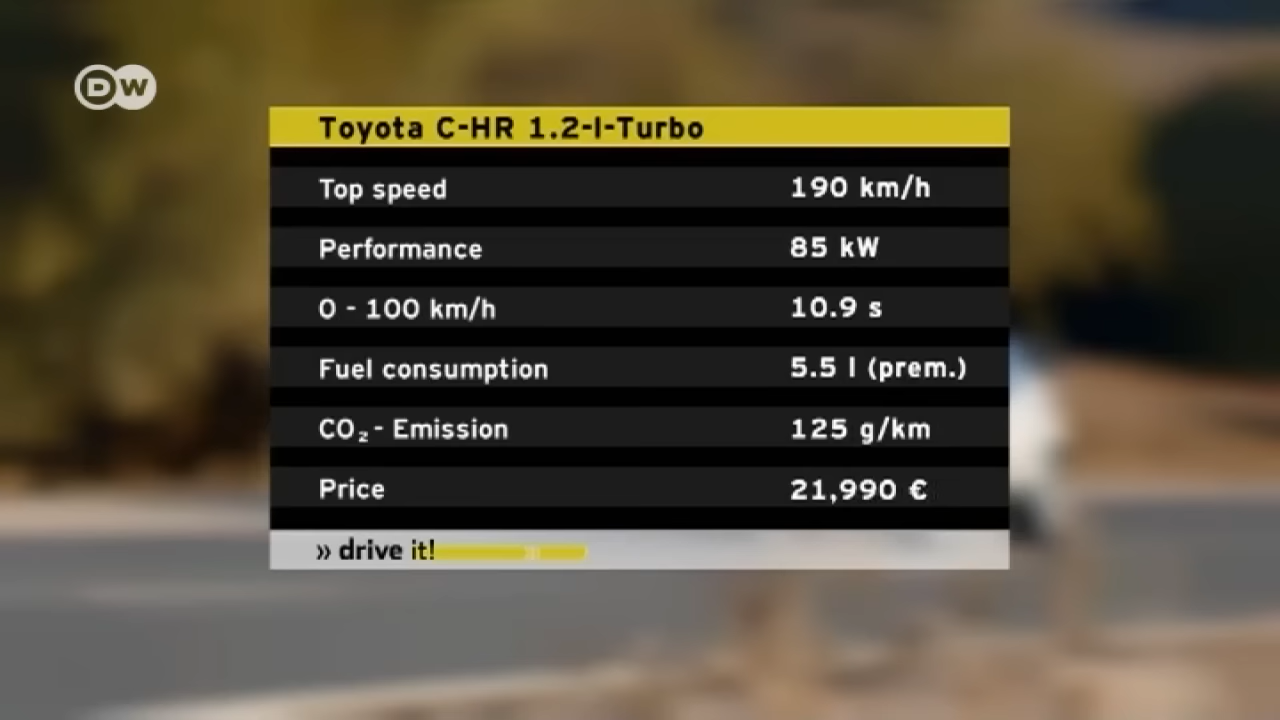 DW
Toyota C-HR 1.2-l-Turbo
Top speed 190 km/h
Performance 85 kW
0 - 100 km/h 10.9 s
Fuel consumption 5.5 l (prem.)
CO₂ - Emission 125 g/km
Price 21,990 €
» drive it!